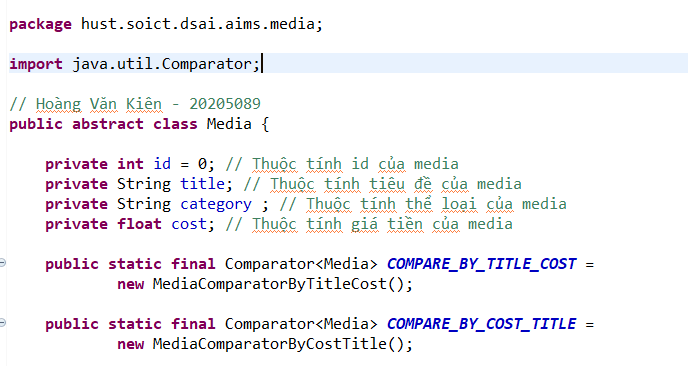 package hust.soict.dsai.aims.media;
import java.util.Comparator;
// Hoàng Văn Kiên - 20205089
public abstract class Media {
private int id = 0; // Thuộc tính id của media
private String title; // Thuộc tính tiêu đề của media
private String category ; // Thuộc tính thể loại của media
private float cost; // Thuộc tính giá tiền của media
public static final Comparator<Media> COMPARE_BY_TITLE_COST =
new MediaComparatorByTitleCost();
public static final Comparator<Media> COMPARE_BY_COST_TITLE =
new MediaComparatorByCostTitle();